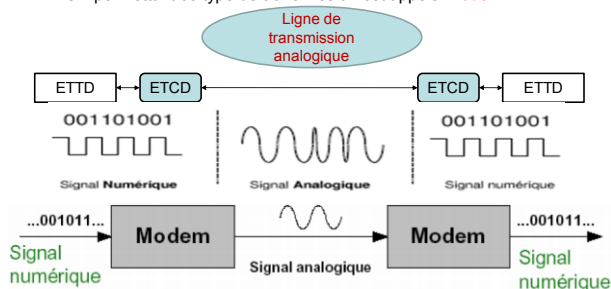 Ligne de
transmission
analogique
ETTD ETCD ETCD ETTD
001101001 001101001
Signal Numérique Signal Analogique Signal numérique
...001011... Modem Modem ...001011...
Signal
numérique
Signal analogique
Signal
numérique